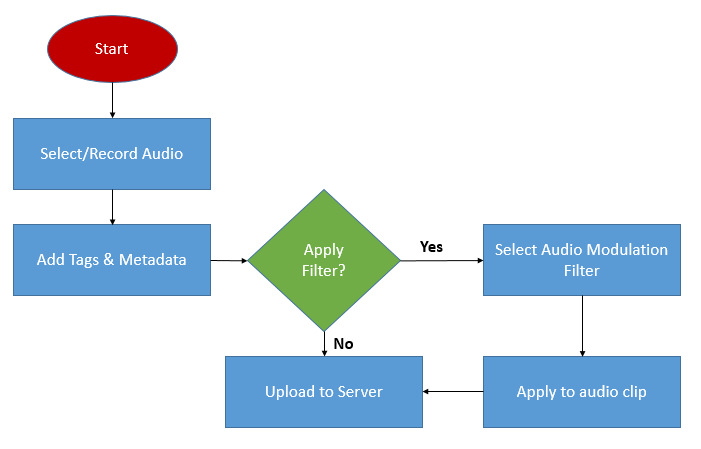 Start
Select/Record Audio
Add Tags & Metadata
Apply
Filter?
Yes
Select Audio Modulation
Filter
No
Upload to Server
Apply to audio clip